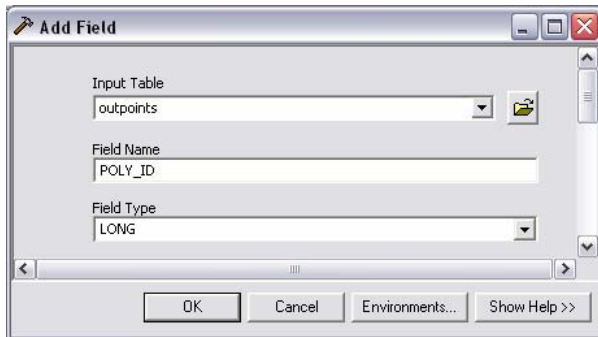 Add Field
Input Table
outpoints
Field Name
POLY_ID
Field Type
LONG
OK Cancel Environments... Show Help >>